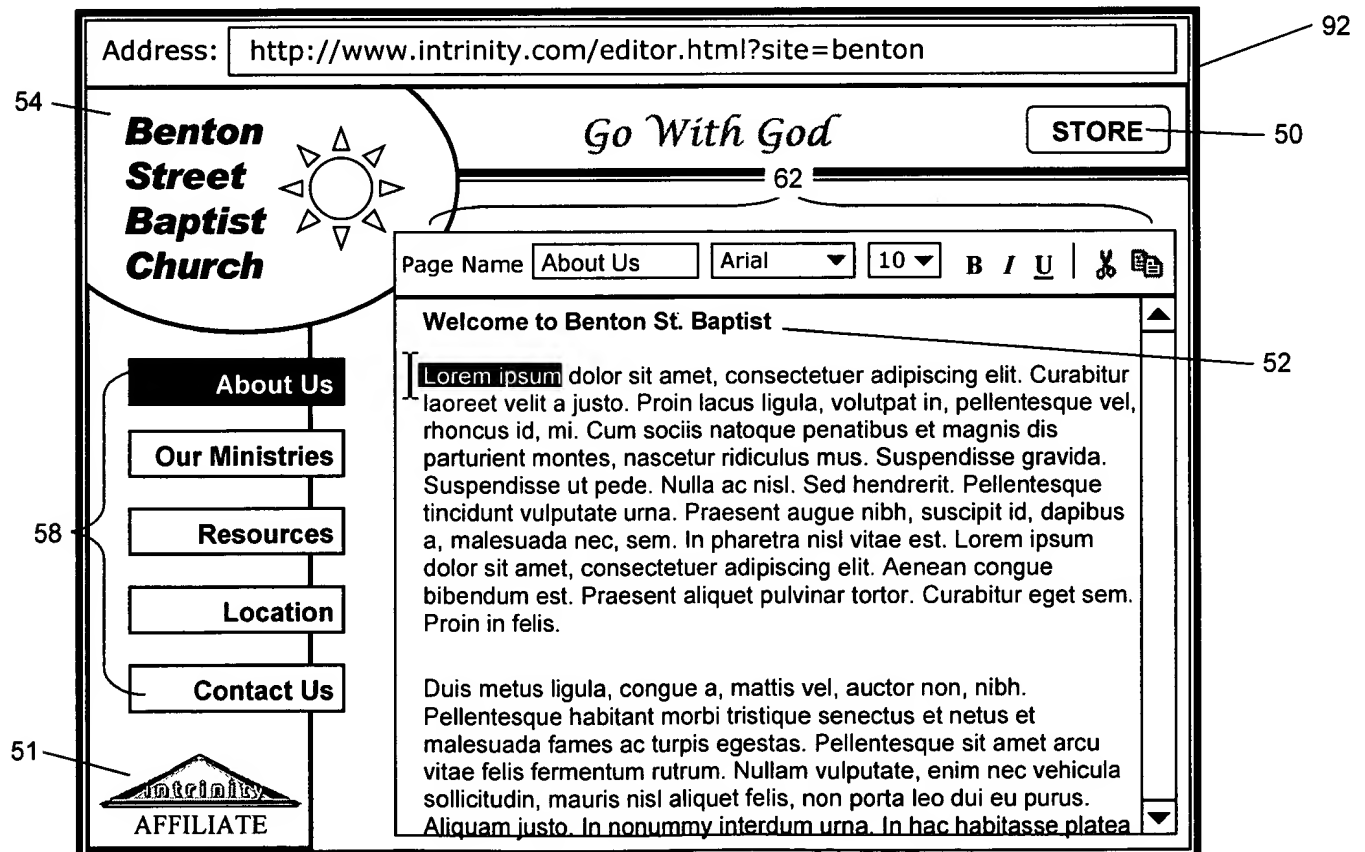 92
Address: http://www.intrinity.com/editor.html?site=benton
54
Benton
Street
Baptist
Church
Go With God
STORE
50
62
Page Name About Us Arial 10 B I U
Welcome to Benton St. Baptist
52
Lorem ipsum dolor sit amet, consectetuer adipiscing elit. Curabitur
laoreet velit a justo. Proin lacus ligula, volutpat in, pellentesque vel,
rhoncus id, mi. Cum sociis natoque penatibus et magnis dis
parturient montes, nascetur ridiculus mus. Suspendisse gravida.
Suspendisse ut pede. Nulla ac nisl. Sed hendrerit. Pellentesque
tincidunt vulputate urna. Praesent augue nibh, suscipit id, dapibus
a, malesuada nec, sem. In pharetra nisl vitae est. Lorem ipsum
dolor sit amet, consectetuer adipiscing elit. Aenean congue
bibendum est. Praesent aliquet pulvinar tortor. Curabitur eget sem.
Proin in felis.
Duis metus ligula, congue a, mattis vel, auctor non, nibh.
Pellentesque habitant morbi tristique senectus et netus et
malesuada fames ac turpis egestas. Pellentesque sit amet arcu
vitae felis fermentum rutrum. Nullam vulputate, enim nec vehicula
sollicitudin, mauris nisl aliquet felis, non porta leo dui eu purus.
Aliquam justo. In nonummy interdum urna. In hac habitasse platea
About Us
Our Ministries
Resources
Location
Contact Us
58
51
intrinity
AFFILIATE